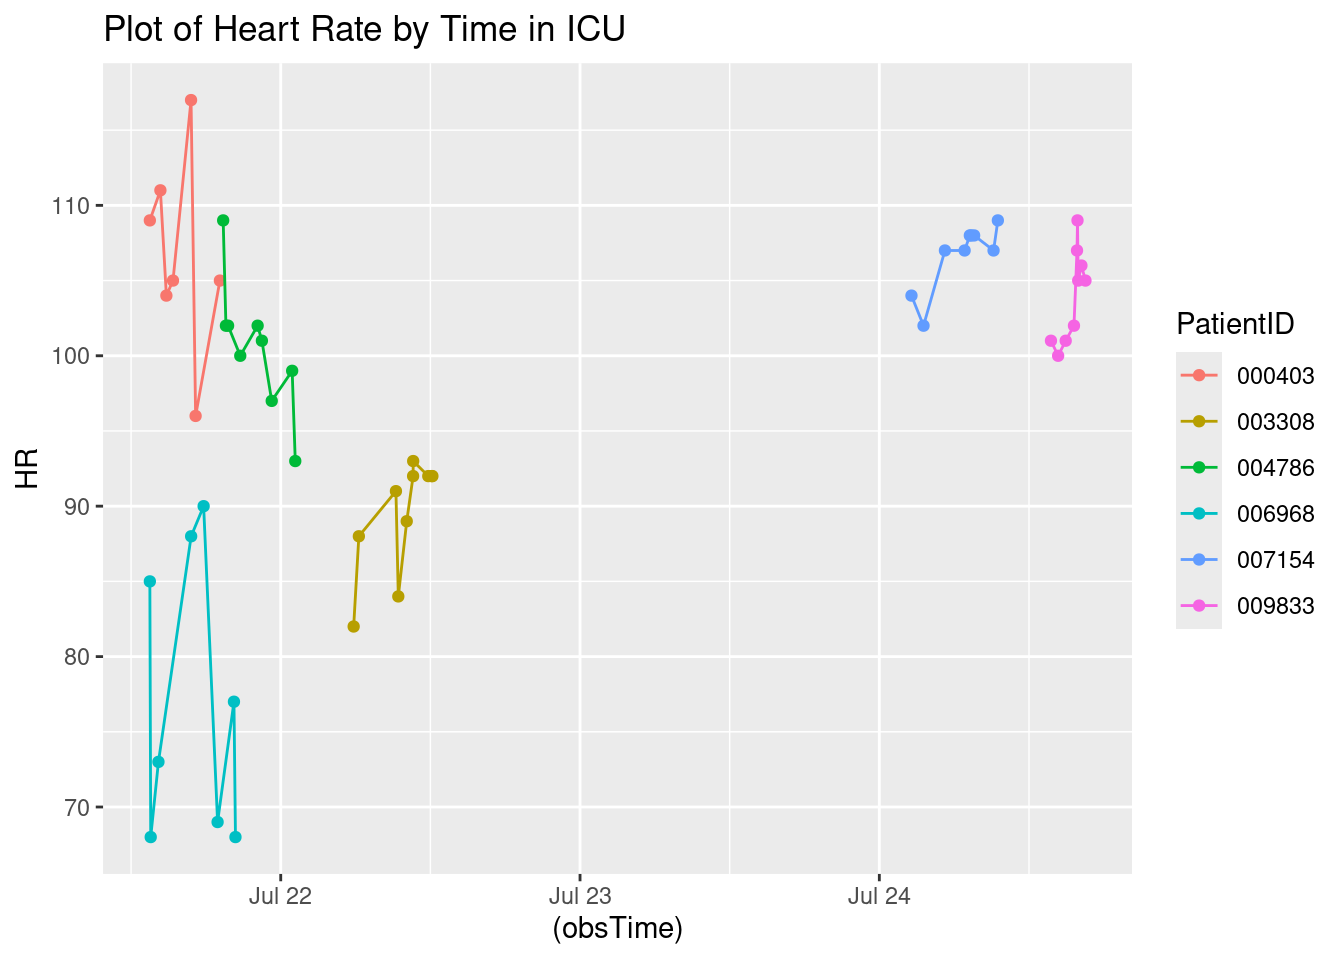 Plot of Heart Rate by Time in ICU
HR
110
100
90
80
70
Jul 22
Jul 23
Jul 24
(obsTime)
PatientID
000403
003308
004786
006968
007154
009833